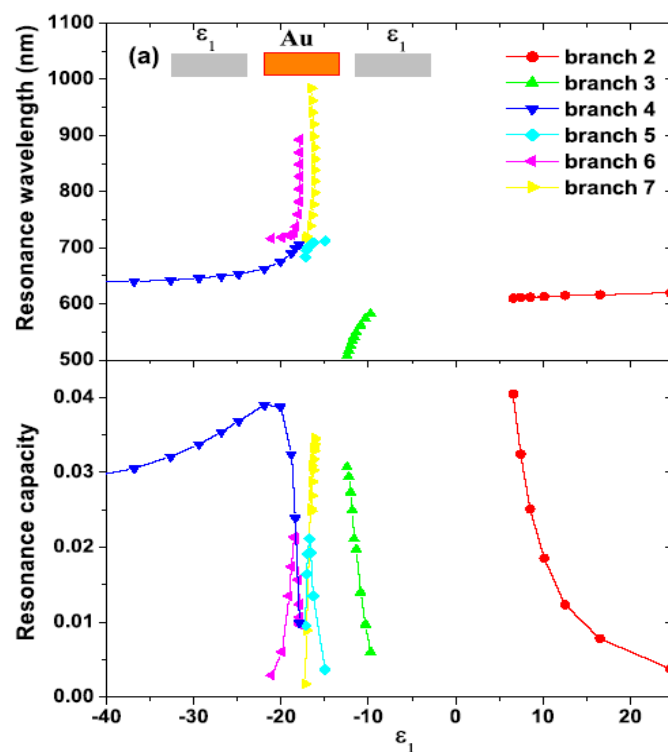 (a)
ε1
Au
ε1
branch 2
branch 3
branch 4
branch 5
branch 6
branch 7
Resonance wavelength (nm)
1100
1000
900
800
700
600
500
Resonance capacity
0.04
0.03
0.02
0.01
0.00
-40 -30 -20 -10 0 10 20
ε1